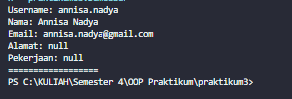 Username: annisa.nadya
Nama: Annisa Nadya
Email: annisa.nadya@gmail.com
Alamat: null
Pekerjaan: null
==================
PS C:\KULIAH\Semester 4\OOP Praktikum\praktikum3>